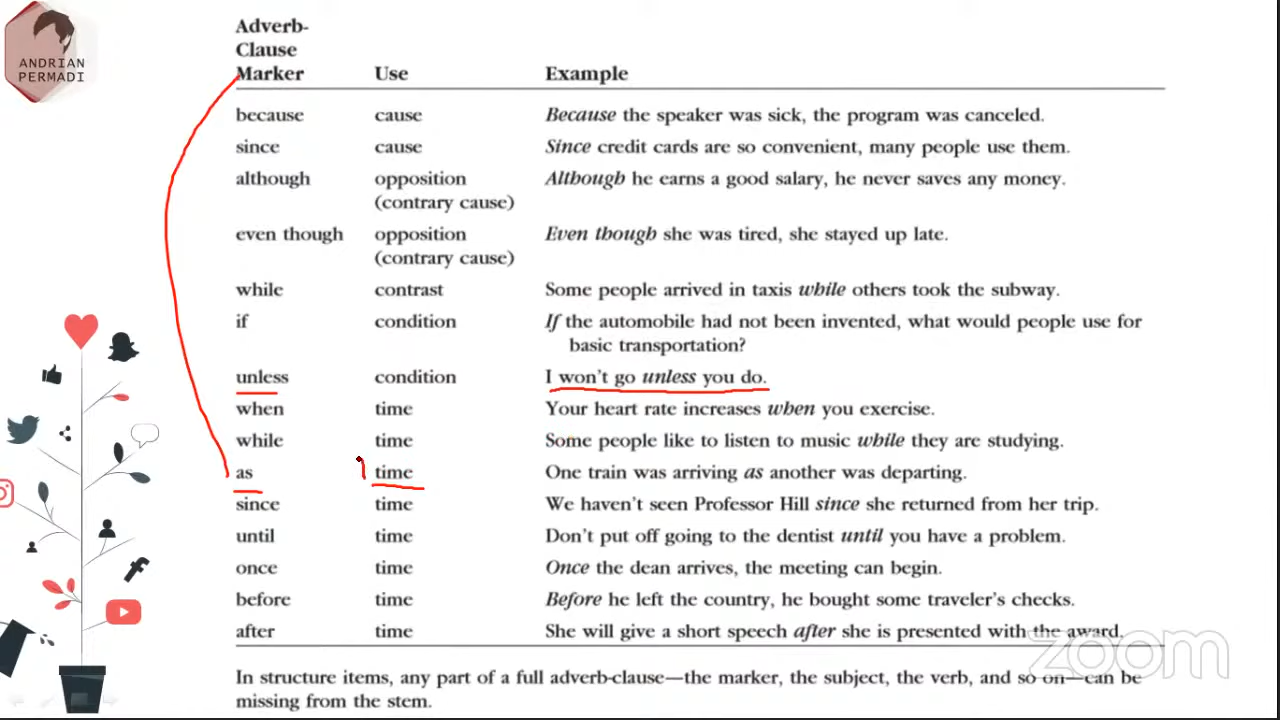 ANDRIAN
PERMADI
Adverb-
Clause
Marker Use Example
because cause Because the speaker was sick, the program was canceled.
since cause Since credit cards are so convenient, many people use them.
although opposition Although he earns a good salary, he never saves any money.
(contrary cause)
even though opposition Even though she was tired, she stayed up late.
(contrary cause)
while contrast Some people arrived in taxis while others took the subway.
if condition If the automobile had not been invented, what would people use for
basic transportation?
unless condition I won't go unless you do.
when time Your heart rate increases when you exercise.
while time Some people like to listen to music while they are studying.
as time One train was arriving as another was departing.
since time We haven't seen Professor Hill since she returned from her trip.
until time Don't put off going to the dentist until you have a problem.
once time Once the dean arrives, the meeting can begin.
before time Before he left the country, he bought some traveler's checks.
after time She will give a short speech after she is presented with the award.
zoom
In structure items, any part of a full adverb-clause—the marker, the subject, the verb, and so on—can be
missing from the stem.